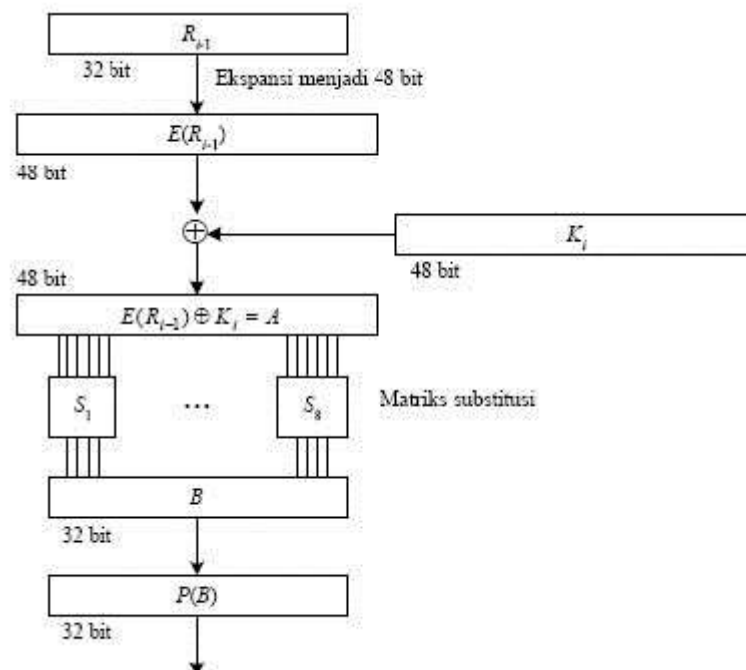 R_{i-1}
32 bit
Ekspansi menjadi 48 bit
E(R_{i-1})
48 bit
⊕
K_i
48 bit
48 bit
E(R_{i-1}) ⊕ K_i = A
S_1
...
S_8
Matriks substitusi
B
32 bit
P(B)
32 bit